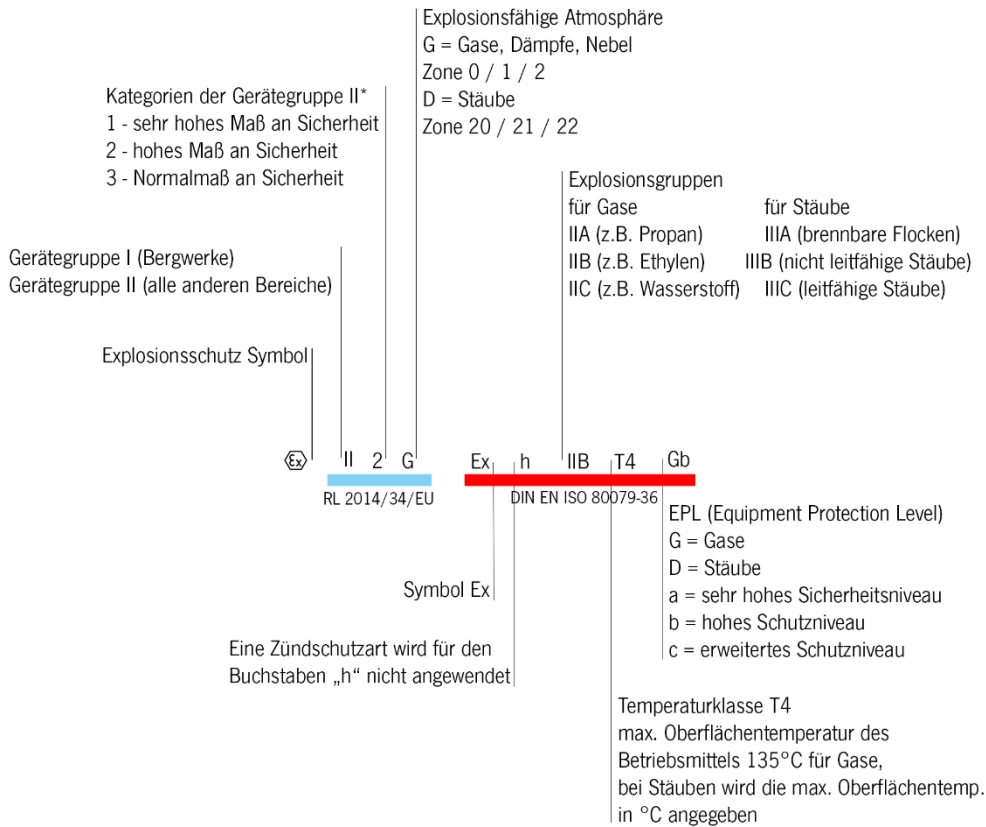 Explosionsfähige Atmosphäre
G = Gase, Dämpfe, Nebel
Zone 0 / 1 / 2
D = Stäube
Zone 20 / 21 / 22
Kategorien der Gerätegruppe II*
1 - sehr hohes Maß an Sicherheit
2 - hohes Maß an Sicherheit
3 - Normalmaß an Sicherheit
Explosionsgruppen
für Gase für Stäube
IIA (z.B. Propan) IIIA (brennbare Flocken)
IIB (z.B. Ethylen) IIIB (nicht leitfähige Stäube)
IIC (z.B. Wasserstoff) IIIC (leitfähige Stäube)
Gerätegruppe I (Bergwerke)
Gerätegruppe II (alle anderen Bereiche)
Explosionsschutz Symbol
Ex II 2 G Ex h IIB T4 Gb
RL 2014/34/EU DIN EN ISO 80079-36
EPL (Equipment Protection Level)
G = Gase
D = Stäube
a = sehr hohes Sicherheitsniveau
b = hohes Schutzniveau
c = erweitertes Schutzniveau
Symbol Ex
Eine Zündschutzart wird für den
Buchstaben „h“ nicht angewendet
Temperaturklasse T4
max. Oberflächentemperatur des
Betriebsmittels 135°C für Gase,
bei Stäuben wird die max. Oberflächentemp.
in °C angegeben